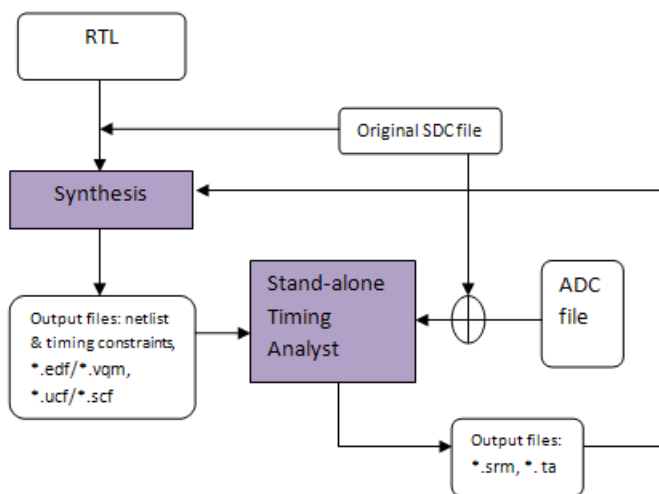 RTL
Original SDC file
Synthesis
Stand-alone
Timing
Analyst
ADC
file
Output files: netlist
& timing constraints,
*.edf/*.vqm,
*.ucf/*.scf
Output files:
*.srm, *. ta